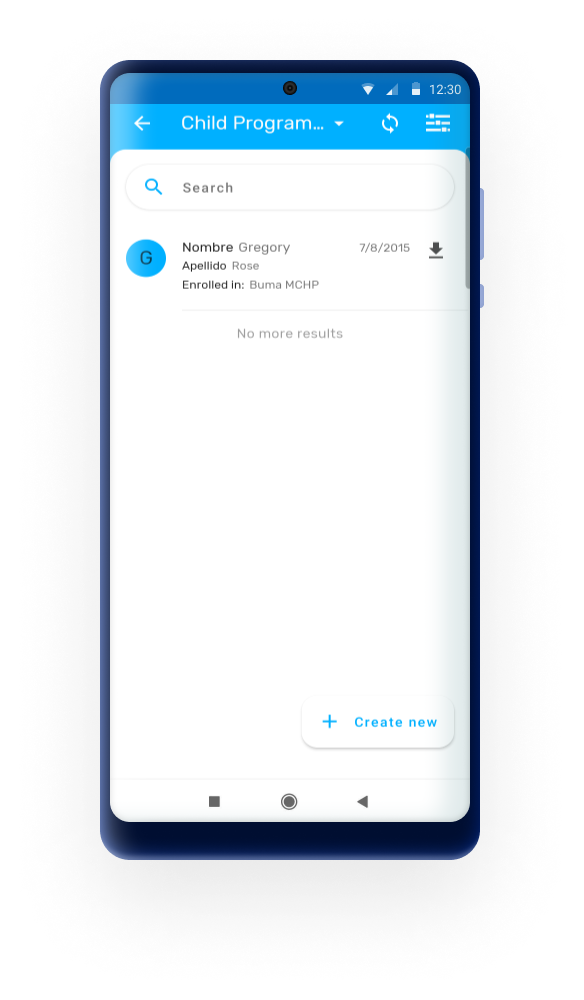 12:30
Child Program...
Search
G
Nombre Gregory 7/8/2015
Apellido Rose
Enrolled in: Buma MCHP
No more results
Create new